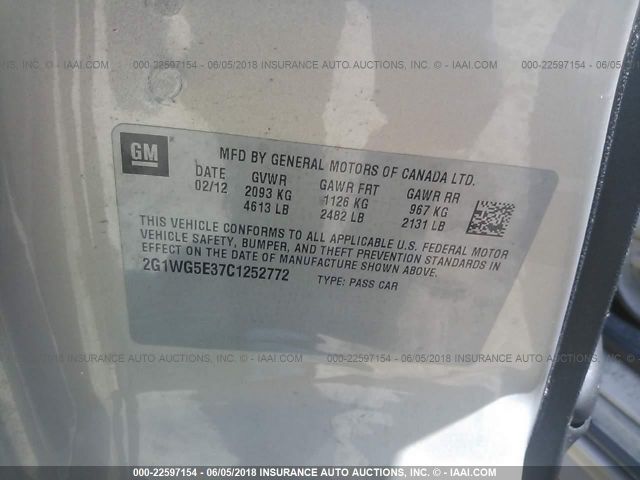 000-22597154 - 06/05/2018 INSURANCE AUTO AUCTIONS, INC. - © - IAAI.COM
GM
MFD BY GENERAL MOTORS OF CANADA LTD.
DATE GVWR GAWR FRT GAWR RR
02/12 2093 KG 1126 KG 967 KG
4613 LB 2482 LB 2131 LB
THIS VEHICLE CONFORMS TO ALL APPLICABLE U.S. FEDERAL MOTOR
VEHICLE SAFETY, BUMPER, AND THEFT PREVENTION STANDARDS IN
EFFECT ON THE DATE OF MANUFACTURE SHOWN ABOVE.
2G1WG5E37C1252772 TYPE: PASS CAR
INSURANCE AUTO AUCTIONS, INC. - © - IAAI.COM 000-22597154 - 06/05/2018 INSURANCE AUTO AUCTIONS,
000-22597154 - 06/05/2018 INSURANCE AUTO AUCTIONS, INC. - © - IAAI.COM